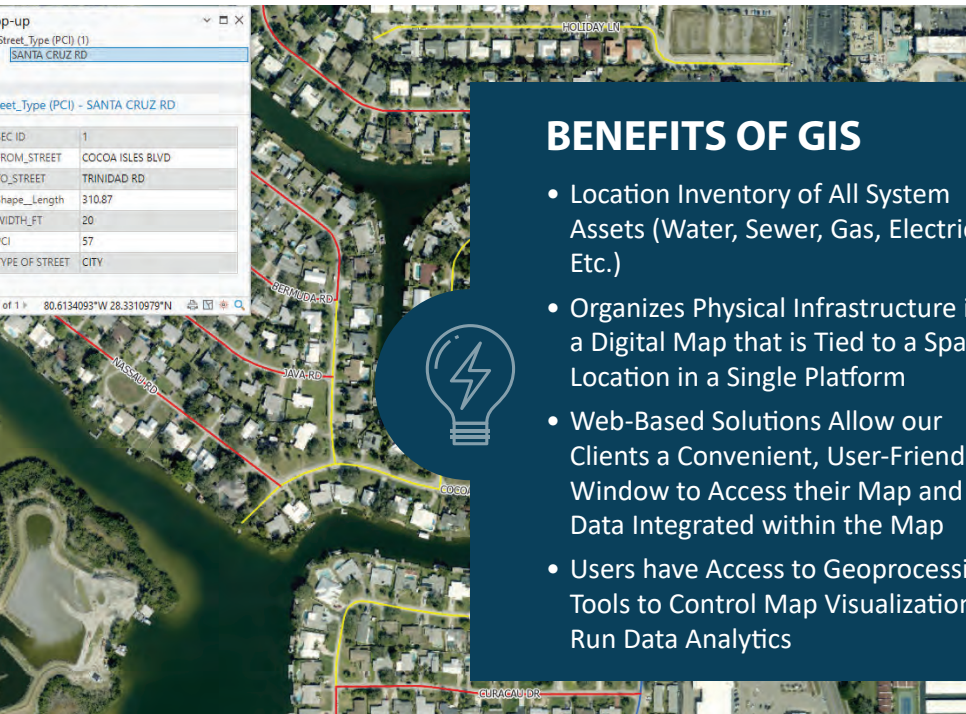 p-up
Street_Type (PCI) (1)
SANTA CRUZ RD
eet_Type (PCI) - SANTA CRUZ RD
EC ID 1
ROM_STREET COCOA ISLES BLVD
O_STREET TRINIDAD RD
hape__Length 310.87
WIDTH_FT 20
CI 57
YPE OF STREET CITY
of 1 80.6134093°W 28.3310979°N
HOLIDAY LN
BERMUDA RD
JAVA RD
NASSAU RD
COCO
CURACAU DR
BENEFITS OF GIS
• Location Inventory of All System
Assets (Water, Sewer, Gas, Electri
Etc.)
• Organizes Physical Infrastructure i
a Digital Map that is Tied to a Spa
Location in a Single Platform
• Web-Based Solutions Allow our
Clients a Convenient, User-Friend
Window to Access their Map and
Data Integrated within the Map
• Users have Access to Geoprocessi
Tools to Control Map Visualization
Run Data Analytics